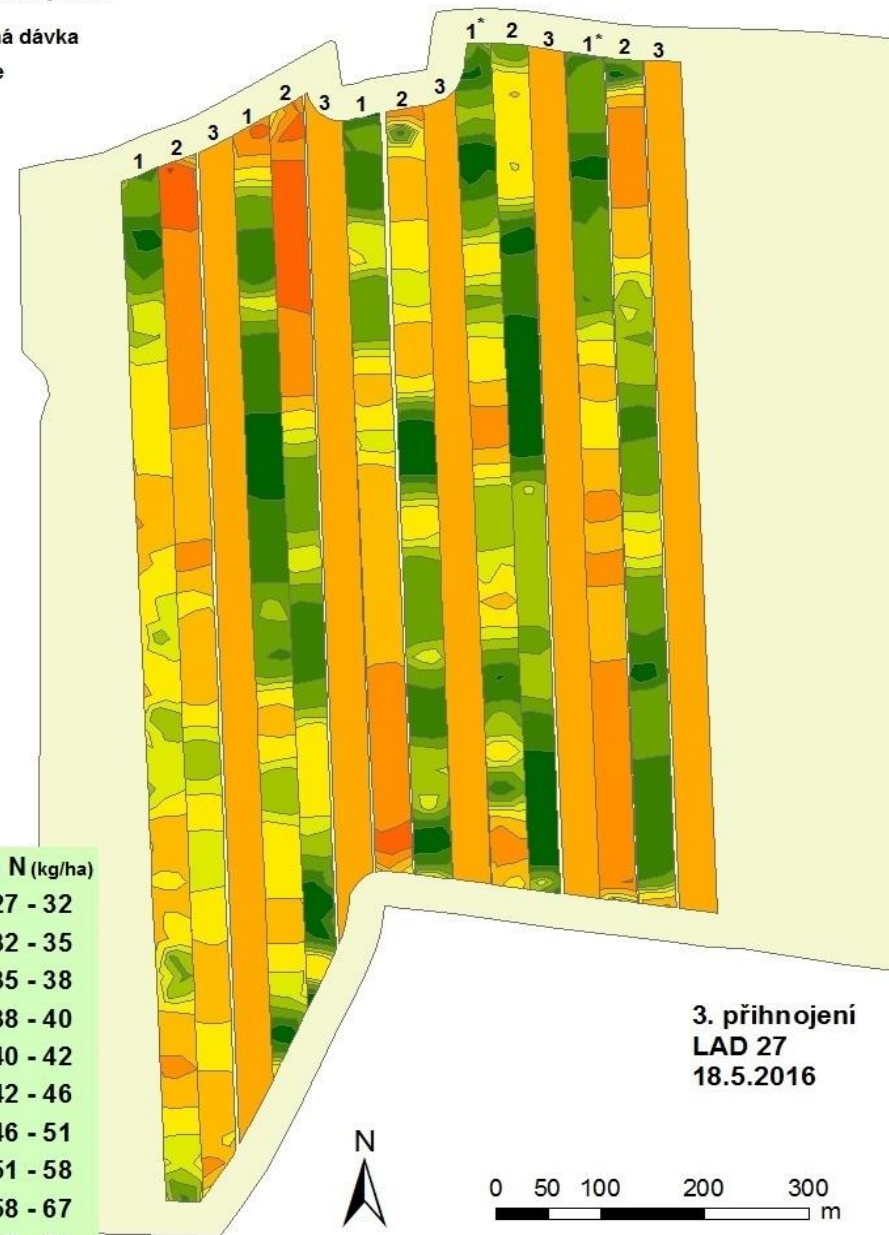 á dávka
e
1 2 3 1 2 3 1 2 3 1* 2 3 1* 2 3
N (kg/ha)
27 - 32
32 - 35
35 - 38
38 - 40
40 - 42
42 - 46
46 - 51
51 - 58
58 - 67
3. přihnojení
LAD 27
18.5.2016
N
0 50 100 200 300
m